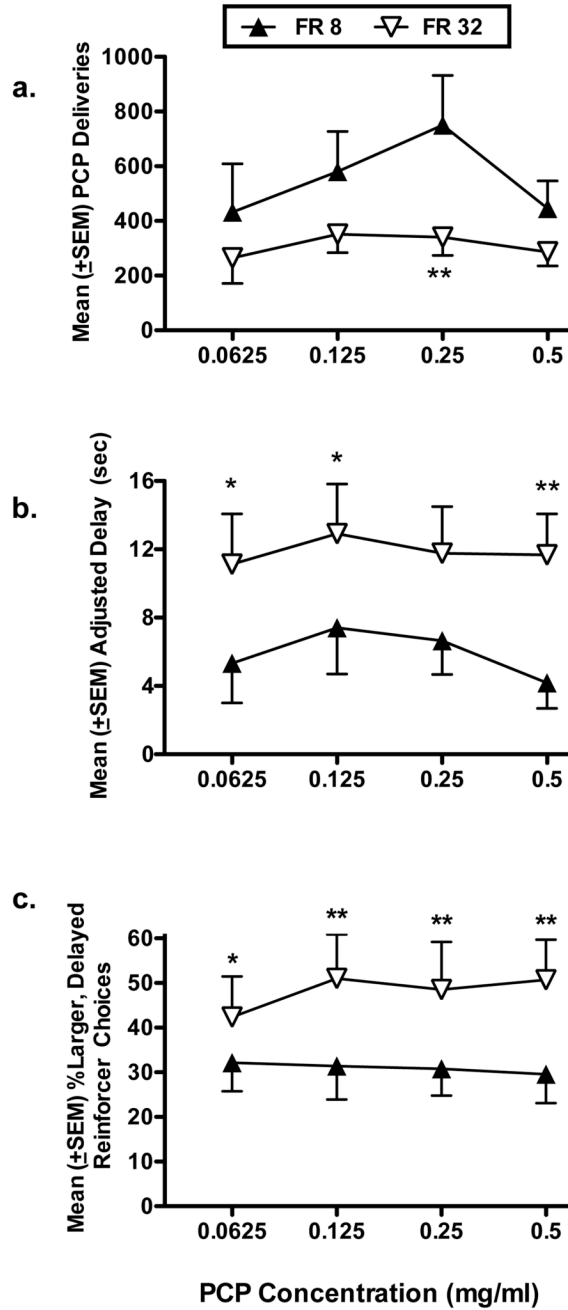 FR 8 FR 32
a.
Mean (±SEM) PCP Deliveries
1000
800
600
400
200
0
**
0.0625 0.125 0.25 0.5
b.
Mean (±SEM) Adjusted Delay (sec)
16
12
8
4
0
* * **
0.0625 0.125 0.25 0.5
c.
Mean (±SEM) %Larger, Delayed
Reinforcer Choices
60
50
40
30
20
10
0
* ** ** **
0.0625 0.125 0.25 0.5
PCP Concentration (mg/ml)